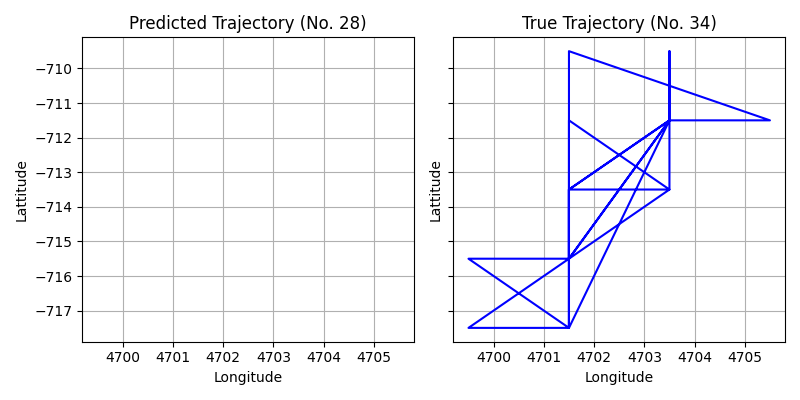 Predicted Trajectory (No. 28)
True Trajectory (No. 34)
Lattitude
−710
−711
−712
−713
−714
−715
−716
−717
4700 4701 4702 4703 4704 4705
Longitude
Lattitude
4700 4701 4702 4703 4704 4705
Longitude